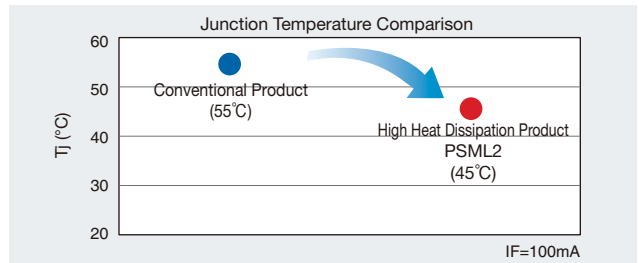 Junction Temperature Comparison
Tj (°C)
60
50
40
30
20
Conventional Product
(55°C)
High Heat Dissipation Product
PSML2
(45°C)
IF=100mA